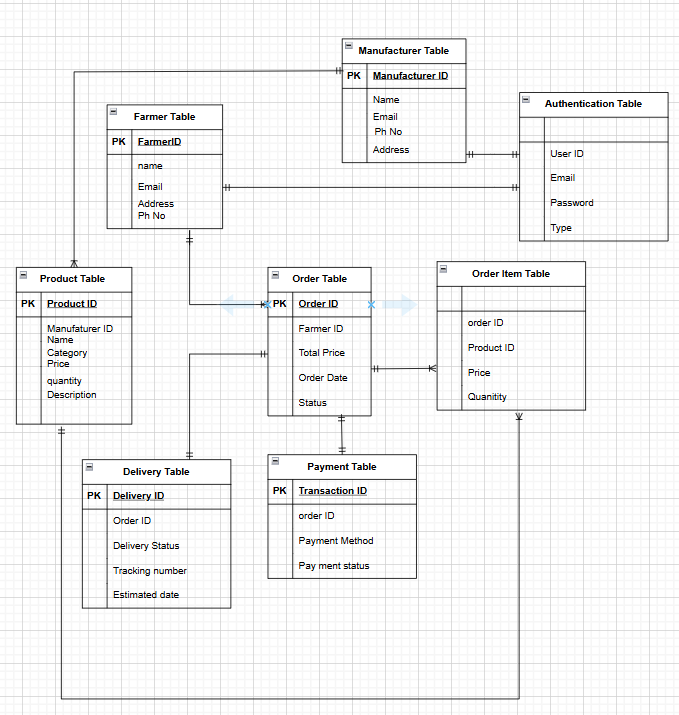 Manufacturer Table
PK Manufacturer ID
Name
Email
Ph No
Address
Authentication Table
User ID
Email
Password
Type
Farmer Table
PK FarmerID
name
Email
Address
Ph No
Product Table
PK Product ID
Manufaturer ID
Name
Category
Price
quantity
Description
Order Table
PK Order ID
Farmer ID
Total Price
Order Date
Status
Order Item Table
order ID
Product ID
Price
Quanitity
Delivery Table
PK Delivery ID
Order ID
Delivery Status
Tracking number
Estimated date
Payment Table
PK Transaction ID
order ID
Payment Method
Pay ment status